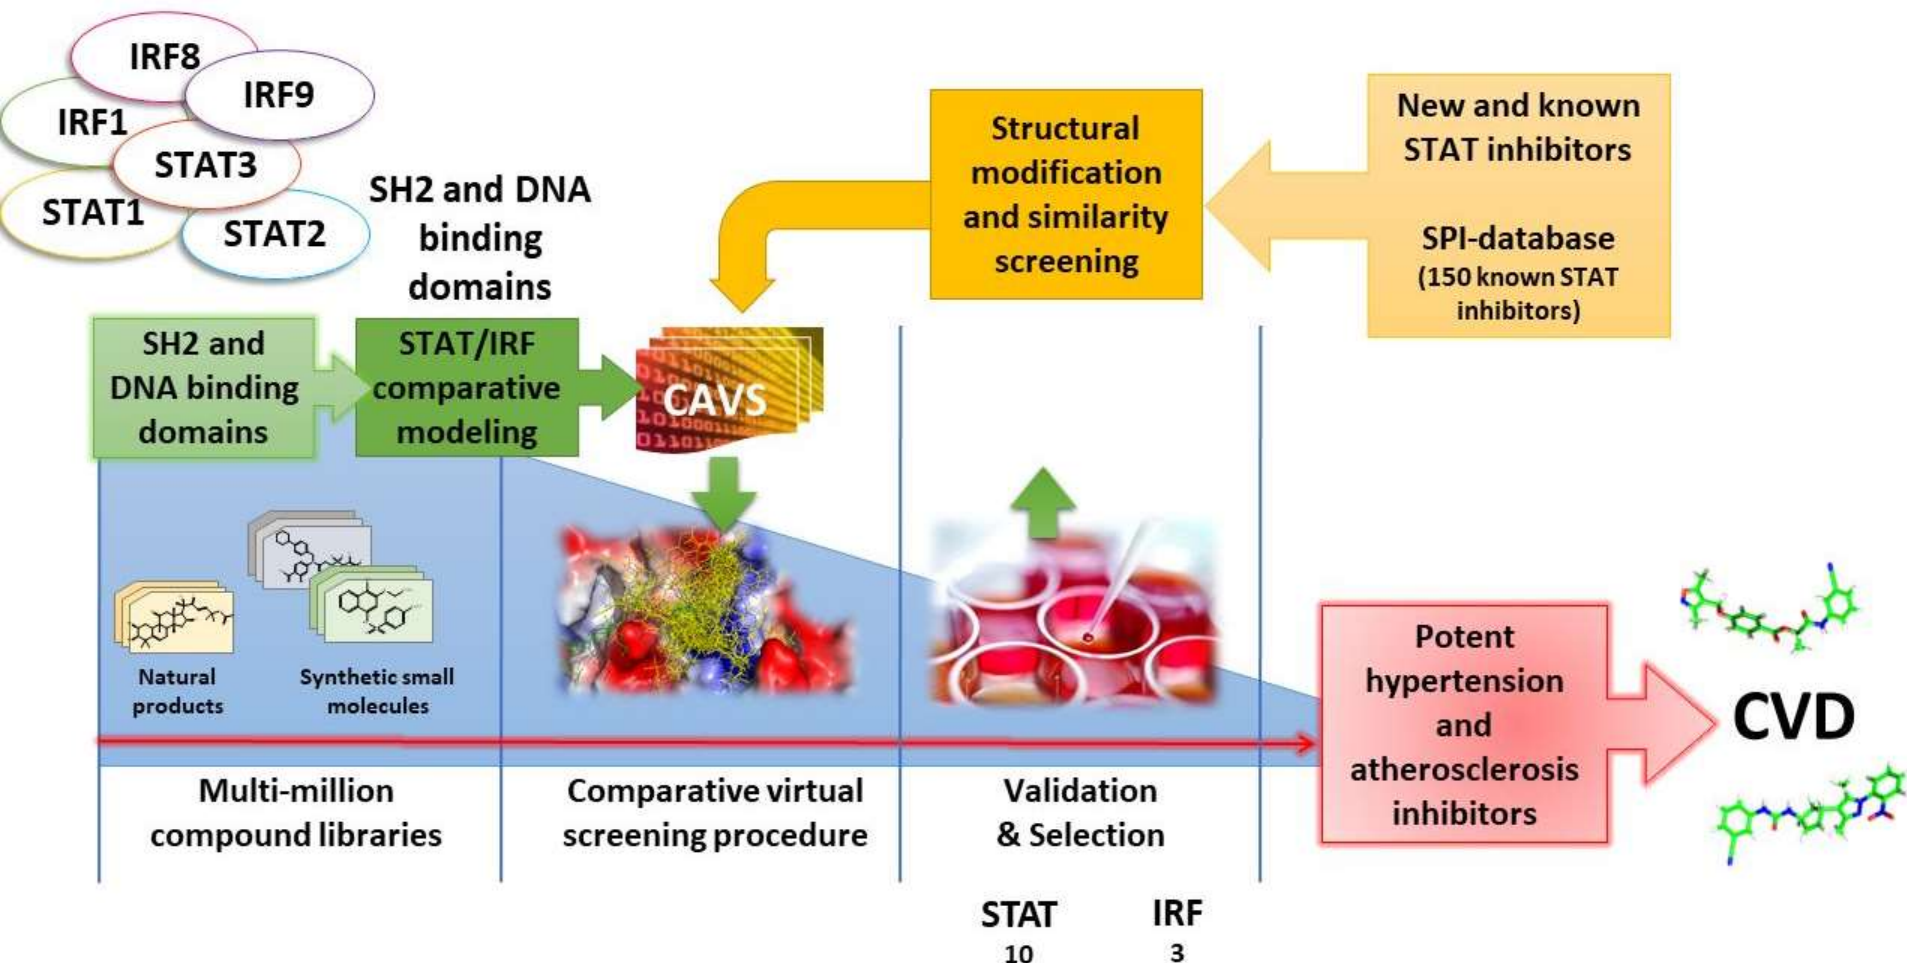 IRF8
IRF9
IRF1
STAT3
STAT1
STAT2
SH2 and DNA
binding
domains
Structural
modification
and similarity
screening
New and known
STAT inhibitors
SPI-database
(150 known STAT
inhibitors)
SH2 and
DNA binding
domains
STAT/IRF
comparative
modeling
CAVS
Natural
products
Synthetic small
molecules
Potent
hypertension
and
atherosclerosis
inhibitors
CVD
Multi-million
compound libraries
Comparative virtual
screening procedure
Validation
& Selection
STAT
10
IRF
3